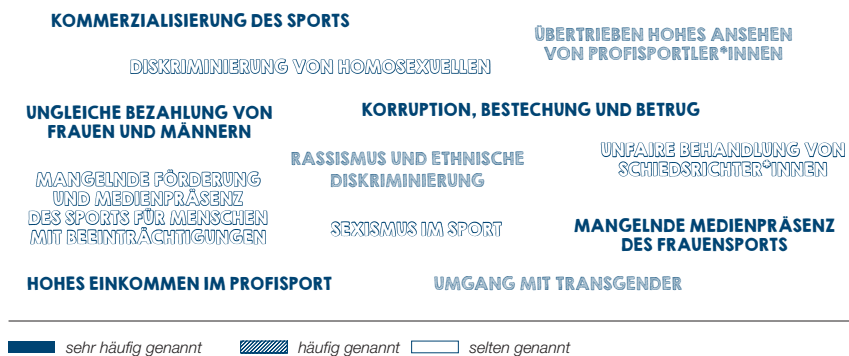 KOMMERZIALISIERUNG DES SPORTS
ÜBERTRIEBEN HOHES ANSEHEN
VON PROFISPORTLER*INNEN
DISKRIMINIERUNG VON HOMOSEXUELLEN
UNGLEICHE BEZAHLUNG VON
FRAUEN UND MÄNNERN
KORRUPTION, BESTECHUNG UND BETRUG
RASSISMUS UND ETHNISCHE
DISKRIMINIERUNG
UNFAIRE BEHANDLUNG VON
SCHIEDSRICHTER*INNEN
MANGELNDE FÖRDERUNG
UND MEDIENPRÄSENZ
DES SPORTS FÜR MENSCHEN
MIT BEEINTRÄCHTIGUNGEN
SEXISMUS IM SPORT
MANGELNDE MEDIENPRÄSENZ
DES FRAUENSPORTS
HOHES EINKOMMEN IM PROFISPORT
UMGANG MIT TRANSGENDER
sehr häufig genannt
häufig genannt
selten genannt